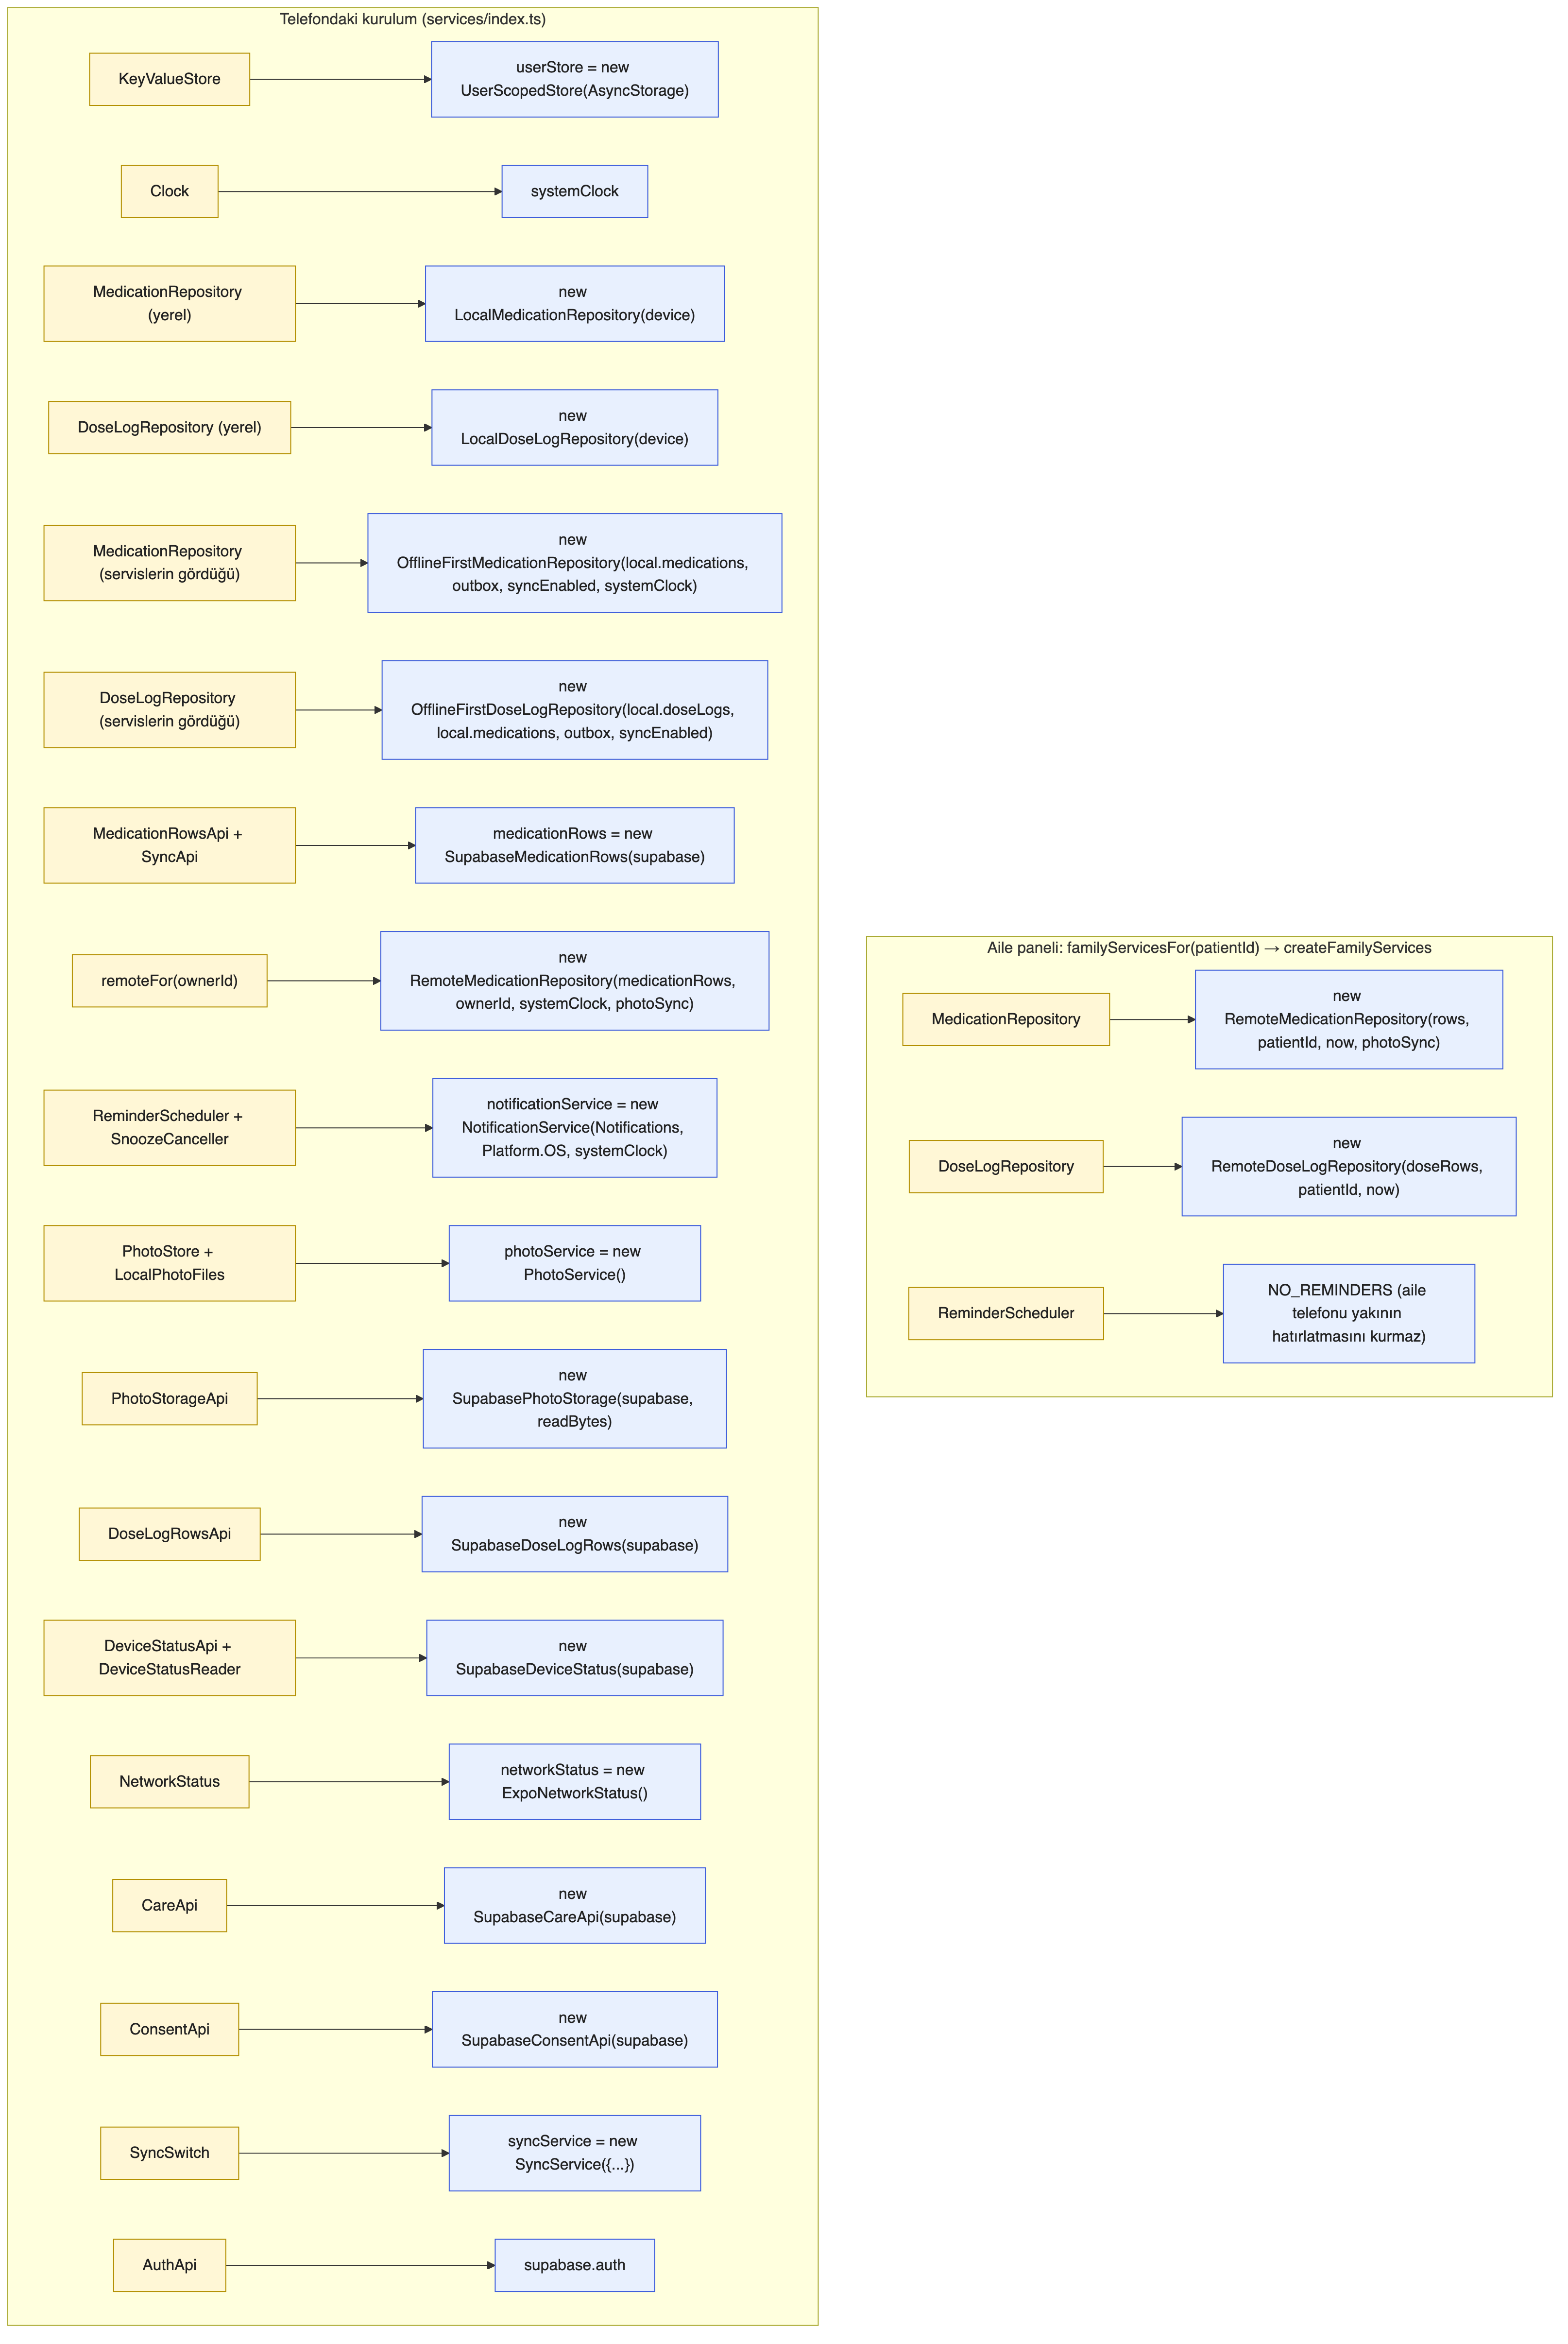 Telefondaki kurulum (services/index.ts)
KeyValueStore
userStore = new
UserScopedStore(AsyncStorage)
Clock
systemClock
MedicationRepository
(yerel)
new
LocalMedicationRepository(device)
DoseLogRepository (yerel)
new
LocalDoseLogRepository(device)
MedicationRepository
(servislerin gördüğü)
new
OfflineFirstMedicationRepository(local.medications,
outbox, syncEnabled, systemClock)
DoseLogRepository
(servislerin gördüğü)
new
OfflineFirstDoseLogRepository(local.doseLogs,
local.medications, outbox, syncEnabled)
MedicationRowsApi +
SyncApi
medicationRows = new
SupabaseMedicationRows(supabase)
remoteFor(ownerId)
new
RemoteMedicationRepository(medicationRows,
ownerId, systemClock, photoSync)
ReminderScheduler +
SnoozeCanceller
notificationService = new
NotificationService(Notifications,
Platform.OS, systemClock)
PhotoStore +
LocalPhotoFiles
photoService = new
PhotoService()
PhotoStorageApi
new
SupabasePhotoStorage(supabase,
readBytes)
DoseLogRowsApi
new
SupabaseDoseLogRows(supabase)
DeviceStatusApi +
DeviceStatusReader
new
SupabaseDeviceStatus(supabase)
NetworkStatus
networkStatus = new
ExpoNetworkStatus()
CareApi
new
SupabaseCareApi(supabase)
ConsentApi
new
SupabaseConsentApi(supabase)
SyncSwitch
syncService = new
SyncService({...})
AuthApi
supabase.auth
Aile paneli: familyServicesFor(patientId) → createFamilyServices
MedicationRepository
new
RemoteMedicationRepository(rows,
patientId, now, photoSync)
DoseLogRepository
new
RemoteDoseLogRepository(doseRows,
patientId, now)
ReminderScheduler
NO_REMINDERS (aile
telefonu yakının
hatırlatmasını kurmaz)